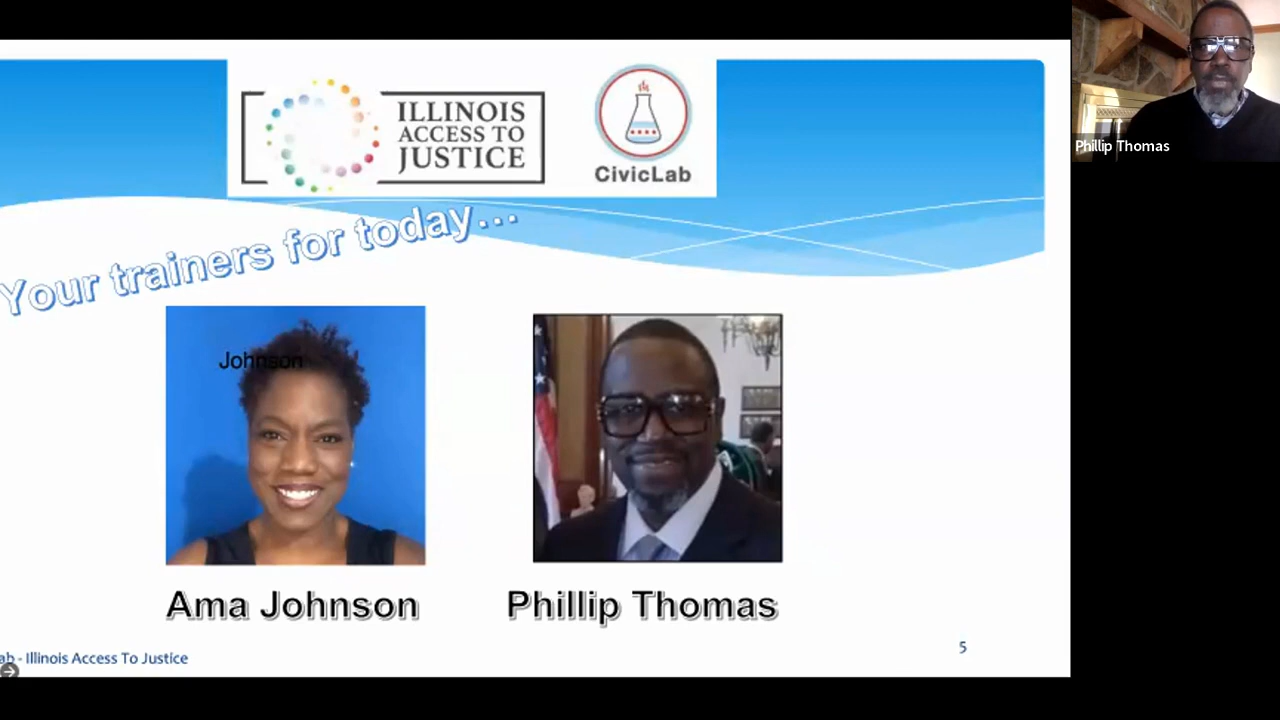 ILLINOIS
ACCESS TO
JUSTICE
CivicLab
Phillip Thomas
Your trainers for today...
Johnson
Ama Johnson
Phillip Thomas
ab - Illinois Access To Justice
5